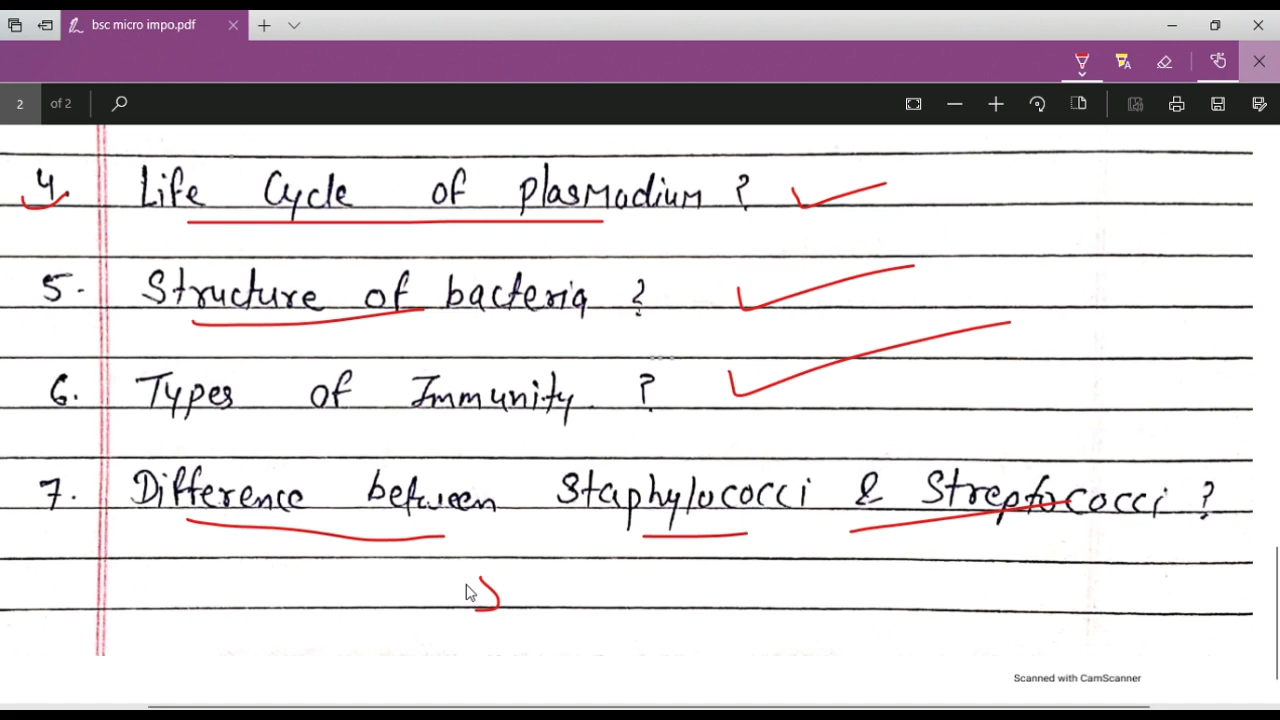 bsc micro impo.pdf
2 of 2
4. Life Cycle of plasmodium ?
5. Structure of bacteria ?
6. Types of Immunity. ?
7. Difference between Staphylococci & Streptococci ?
Scanned with CamScanner